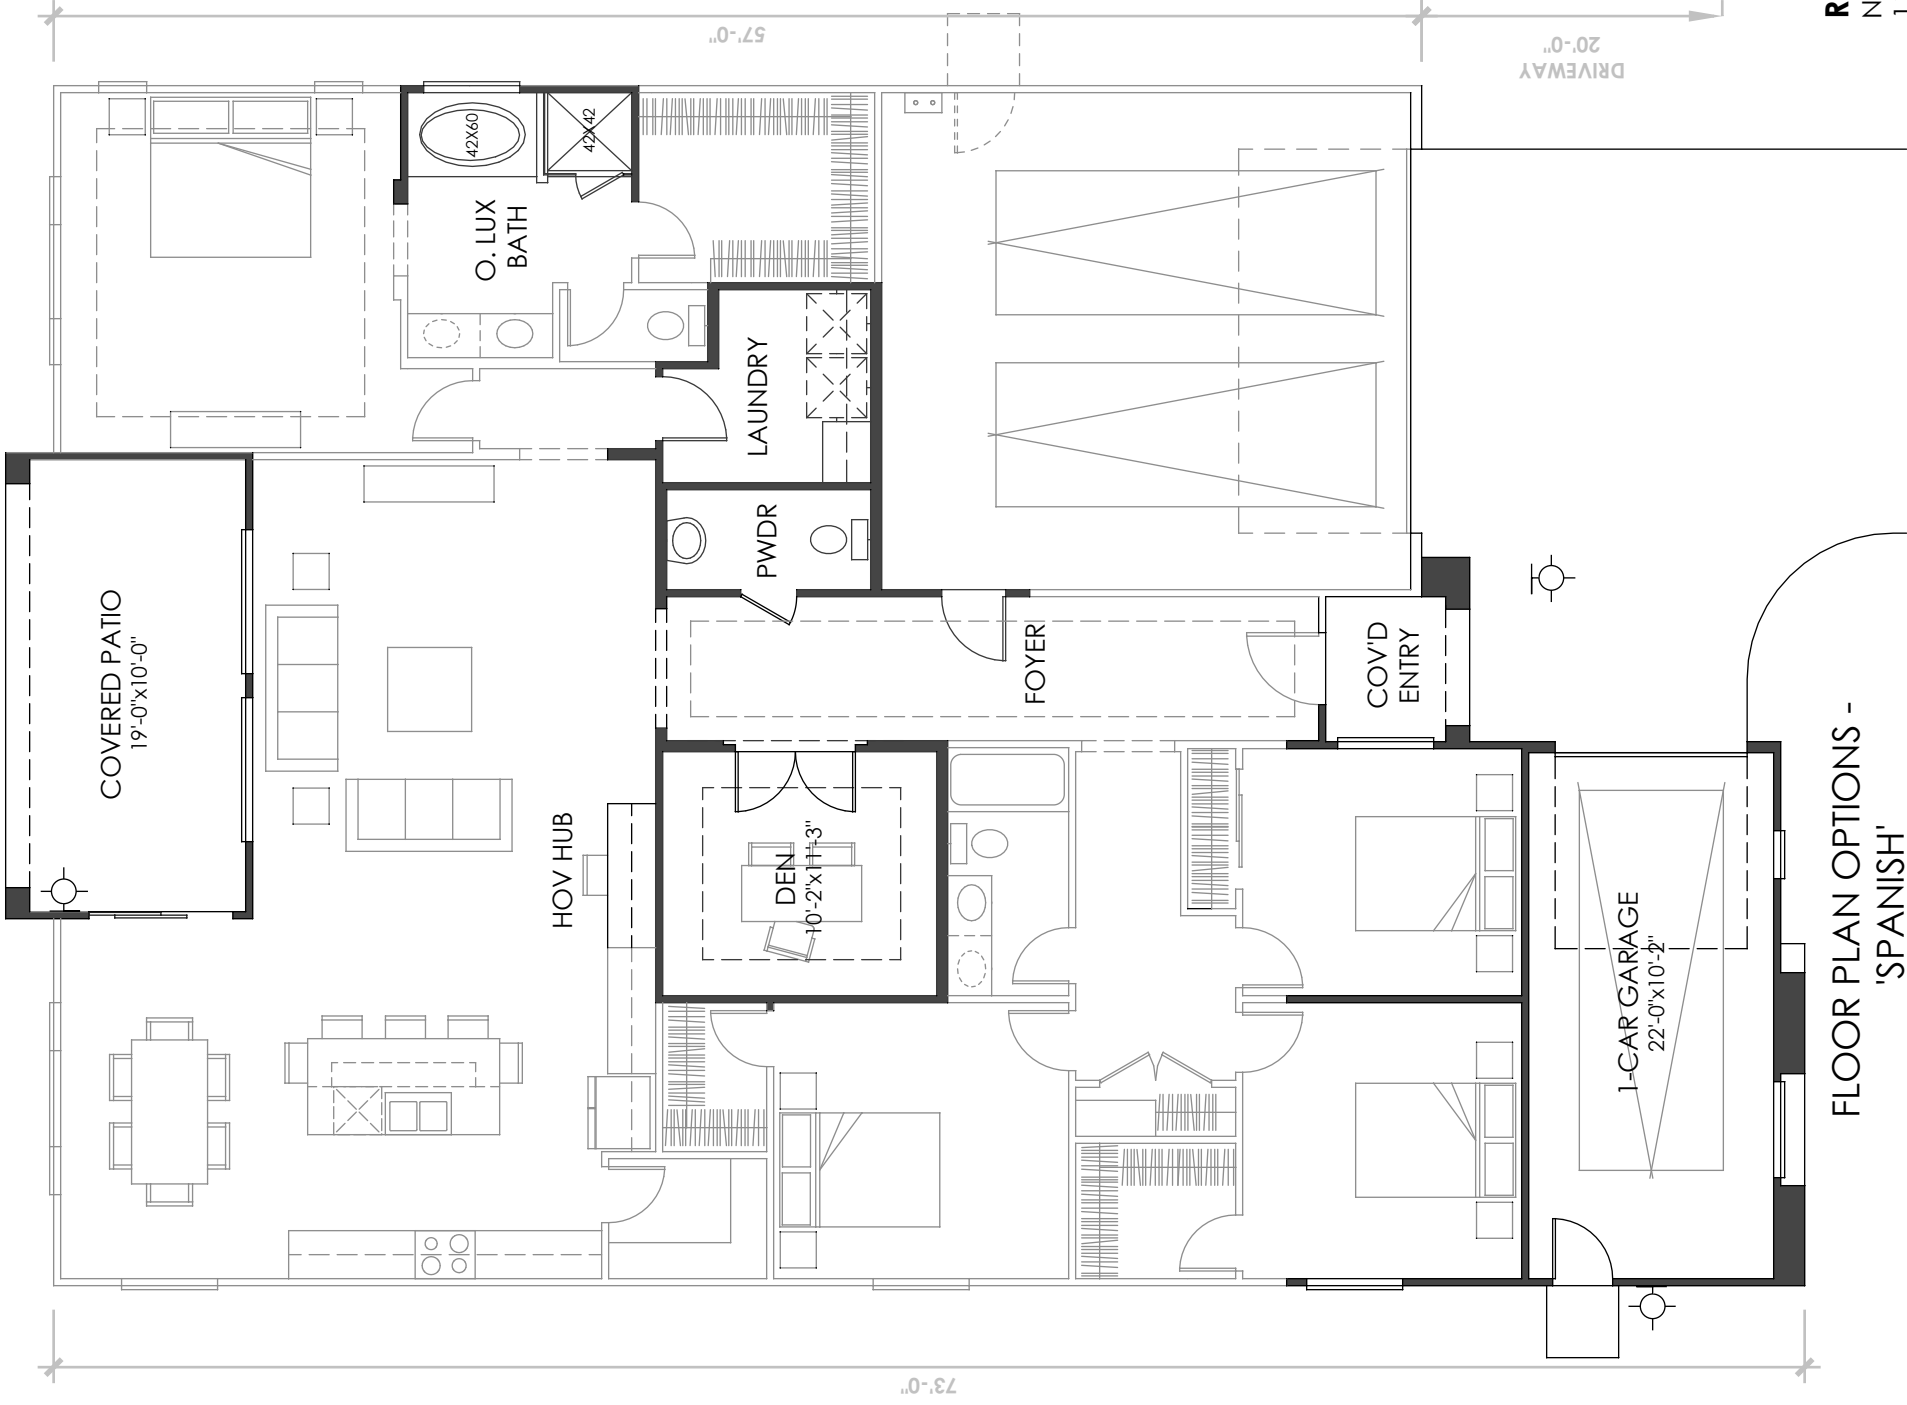 57'-0"
20'-0"
DRIVEWAY
R
N
1
42X60
42X42
O. LUX
BATH
LAUNDRY
PWDR
COVERED PATIO
19'-0"x10'-0"
FOYER
COV'D
ENTRY
HOV HUB
DEN
10'-2"x11'-3"
1-CAR GARAGE
22'-0"x10'-2"
FLOOR PLAN OPTIONS -
'SPANISH'
73'-0"